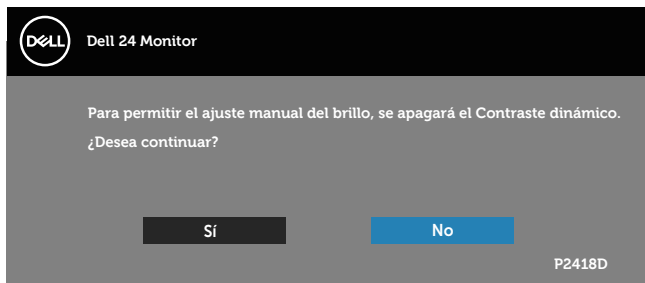 DELL
Dell 24 Monitor
Para permitir el ajuste manual del brillo, se apagará el Contraste dinámico.
¿Desea continuar?
Sí
No
P2418D